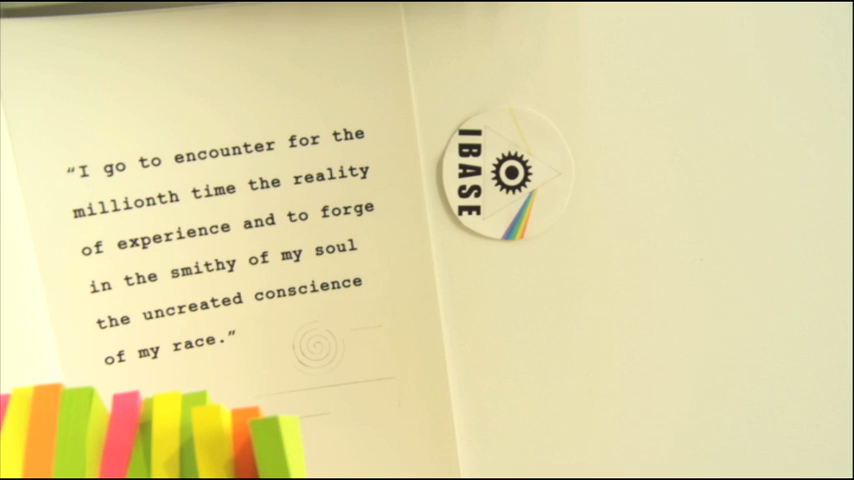 “I go to encounter for the
millionth time the reality
of experience and to forge
in the smithy of my soul
the uncreated conscience
of my race.”
IBASE